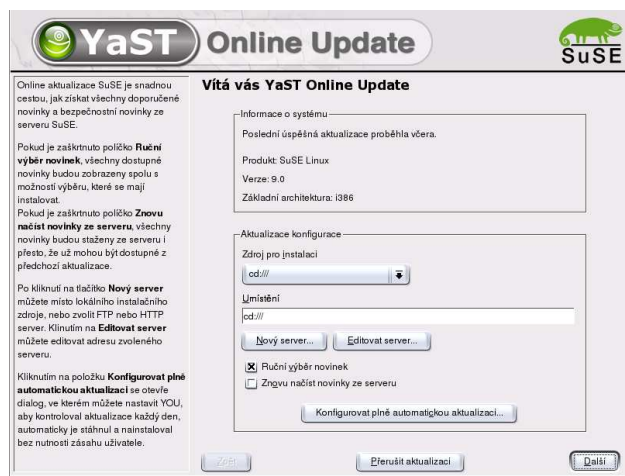 YaST Online Update
SuSE
Online aktualizace SuSE je snadnou
cestou, jak získat všechny doporučené
novinky a bezpečnostní novinky ze
serveru SuSE.
Pokud je zaškrtnuto políčko Ruční
výběr novinek, všechny dostupné
novinky budou zobrazeny spolu s
možností výběru, které se mají
instalovat.
Pokud je zaškrtnuto políčko Znovu
načíst novinky ze serveru, všechny
novinky budou staženy ze serveru i
přesto, že už mohou být dostupné z
předchozí aktualizace.
Po kliknutí na tlačítko Nový server
můžete místo lokálního instalačního
zdroje, nebo zvolit FTP nebo HTTP
server. Klinutím na Editovat server
můžete editovat adresu zvoleného
serveru.
Kliknutím na položku Konfigurovat plně
automatickou aktualizaci se otevře
dialog, ve kterém můžete nastavit YOU,
aby kontroloval aktualizace každý den,
automaticky je stáhnul a nainstaloval
bez nutnosti zásahu uživatele.
Vítá vás YaST Online Update
Informace o systému
Poslední úspěšná aktualizace proběhla včera.
Produkt: SuSE Linux
Verze: 9.0
Základní architektura: i386
Aktualizace konfigurace
Zdroj pro instalaci
cd:///
Umístění
cd:///
Nový server... Editovat server...
Ruční výběr novinek
Znovu načíst novinky ze serveru
Konfigurovat plně automatickou aktualizaci...
Zpět Přerušit aktualizaci Další